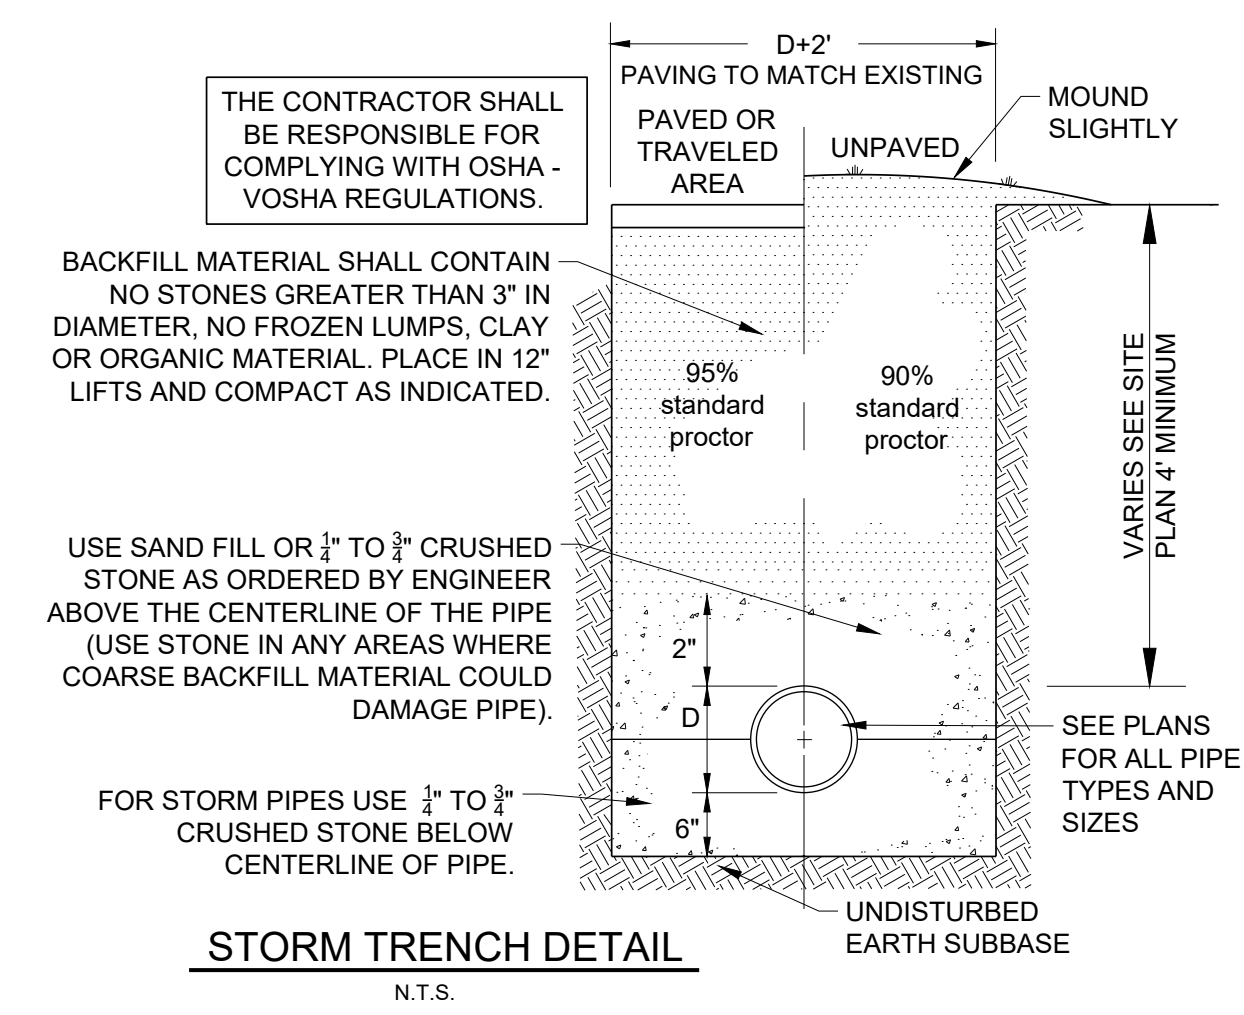 D+2'
PAVING TO MATCH EXISTING
THE CONTRACTOR SHALL
BE RESPONSIBLE FOR
COMPLYING WITH OSHA -
VOSHA REGULATIONS.
PAVED OR
TRAVELED
AREA
UNPAVED
MOUND
SLIGHTLY
BACKFILL MATERIAL SHALL CONTAIN
NO STONES GREATER THAN 3" IN
DIAMETER, NO FROZEN LUMPS, CLAY
OR ORGANIC MATERIAL. PLACE IN 12"
LIFTS AND COMPACT AS INDICATED.
95%
standard
proctor
90%
standard
proctor
VARIES SEE SITE
PLAN 4' MINIMUM
USE SAND FILL OR 1/4" TO 3/4" CRUSHED
STONE AS ORDERED BY ENGINEER
ABOVE THE CENTERLINE OF THE PIPE
(USE STONE IN ANY AREAS WHERE
COARSE BACKFILL MATERIAL COULD
DAMAGE PIPE).
2"
D
6"
SEE PLANS
FOR ALL PIPE
TYPES AND
SIZES
FOR STORM PIPES USE 1/4" TO 3/4"
CRUSHED STONE BELOW
CENTERLINE OF PIPE.
UNDISTURBED
EARTH SUBBASE
STORM TRENCH DETAIL
N.T.S.